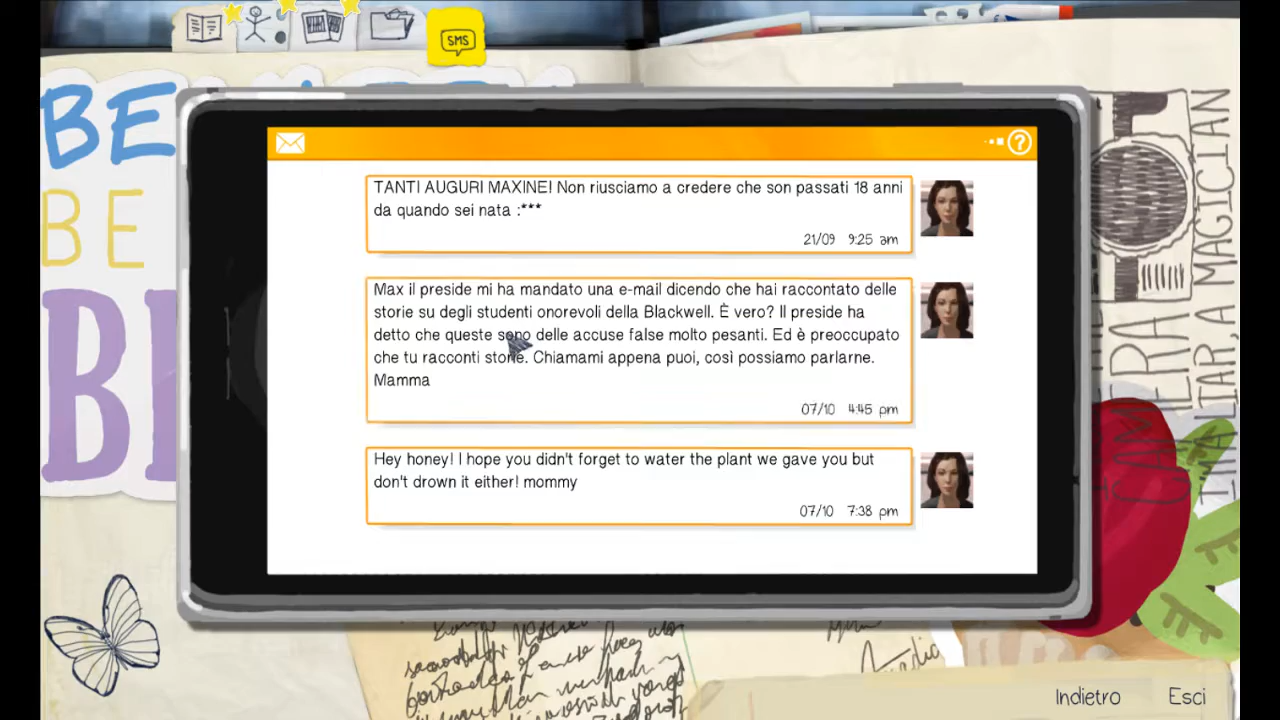 SMS
BE
BE
TANTI AUGURI MAXINE! Non riusciamo a credere che son passati 18 anni
da quando sei nata :***
21/09 9:25 am
Max il preside mi ha mandato una e-mail dicendo che hai raccontato delle
storie su degli studenti onorevoli della Blackwell. È vero? Il preside ha
detto che queste sono delle accuse false molto pesanti. Ed è preoccupato
che tu racconti storie. Chiamami appena puoi, così possiamo parlarne.
Mamma
07/10 4:45 pm
Hey honey! I hope you didn't forget to water the plant we gave you but
don't drown it either! mommy
07/10 7:38 pm
CAMERA
I'M A LIAR, A MAGICIAN
Indietro Esci